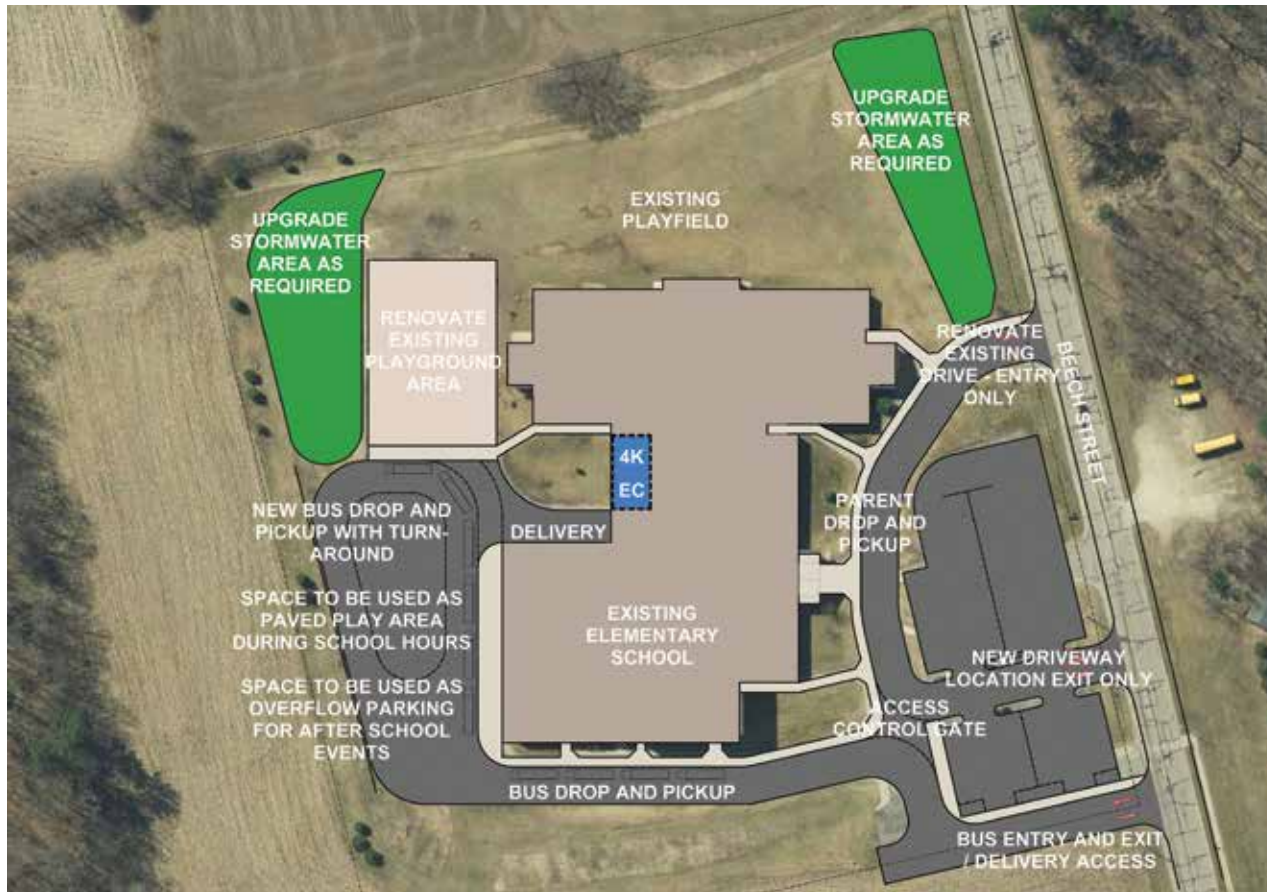 UPGRADE
STORMWATER
AREA AS
REQUIRED
UPGRADE
STORMWATER
AREA AS
REQUIRED
EXISTING
PLAYFIELD
RENOVATE
EXISTING
PLAYGROUND
AREA
RENOVATE
EXISTING
DRIVE - ENTRY
ONLY
BEECH STREET
4K
EC
NEW BUS DROP AND
PICKUP WITH TURN-
AROUND
DELIVERY
PARENT
DROP AND
PICKUP
SPACE TO BE USED AS
PAVED PLAY AREA
DURING SCHOOL HOURS
EXISTING
ELEMENTARY
SCHOOL
NEW DRIVEWAY
LOCATION EXIT ONLY
SPACE TO BE USED AS
OVERFLOW PARKING
FOR AFTER SCHOOL
EVENTS
ACCESS
CONTROL GATE
BUS DROP AND PICKUP
BUS ENTRY AND EXIT
/ DELIVERY ACCESS